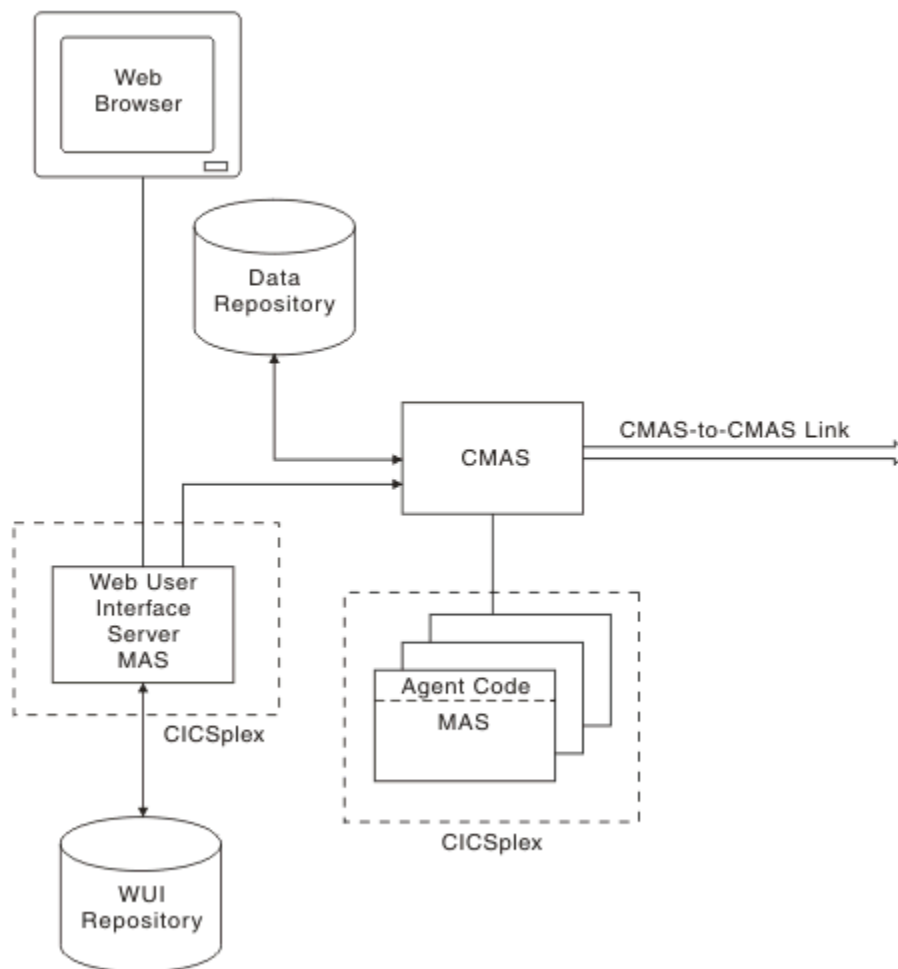 Web
Browser
Data
Repository
CMAS-to-CMAS Link
CMAS
Web User
Interface
Server
MAS
CICSplex
Agent Code
MAS
CICSplex
WUI
Repository